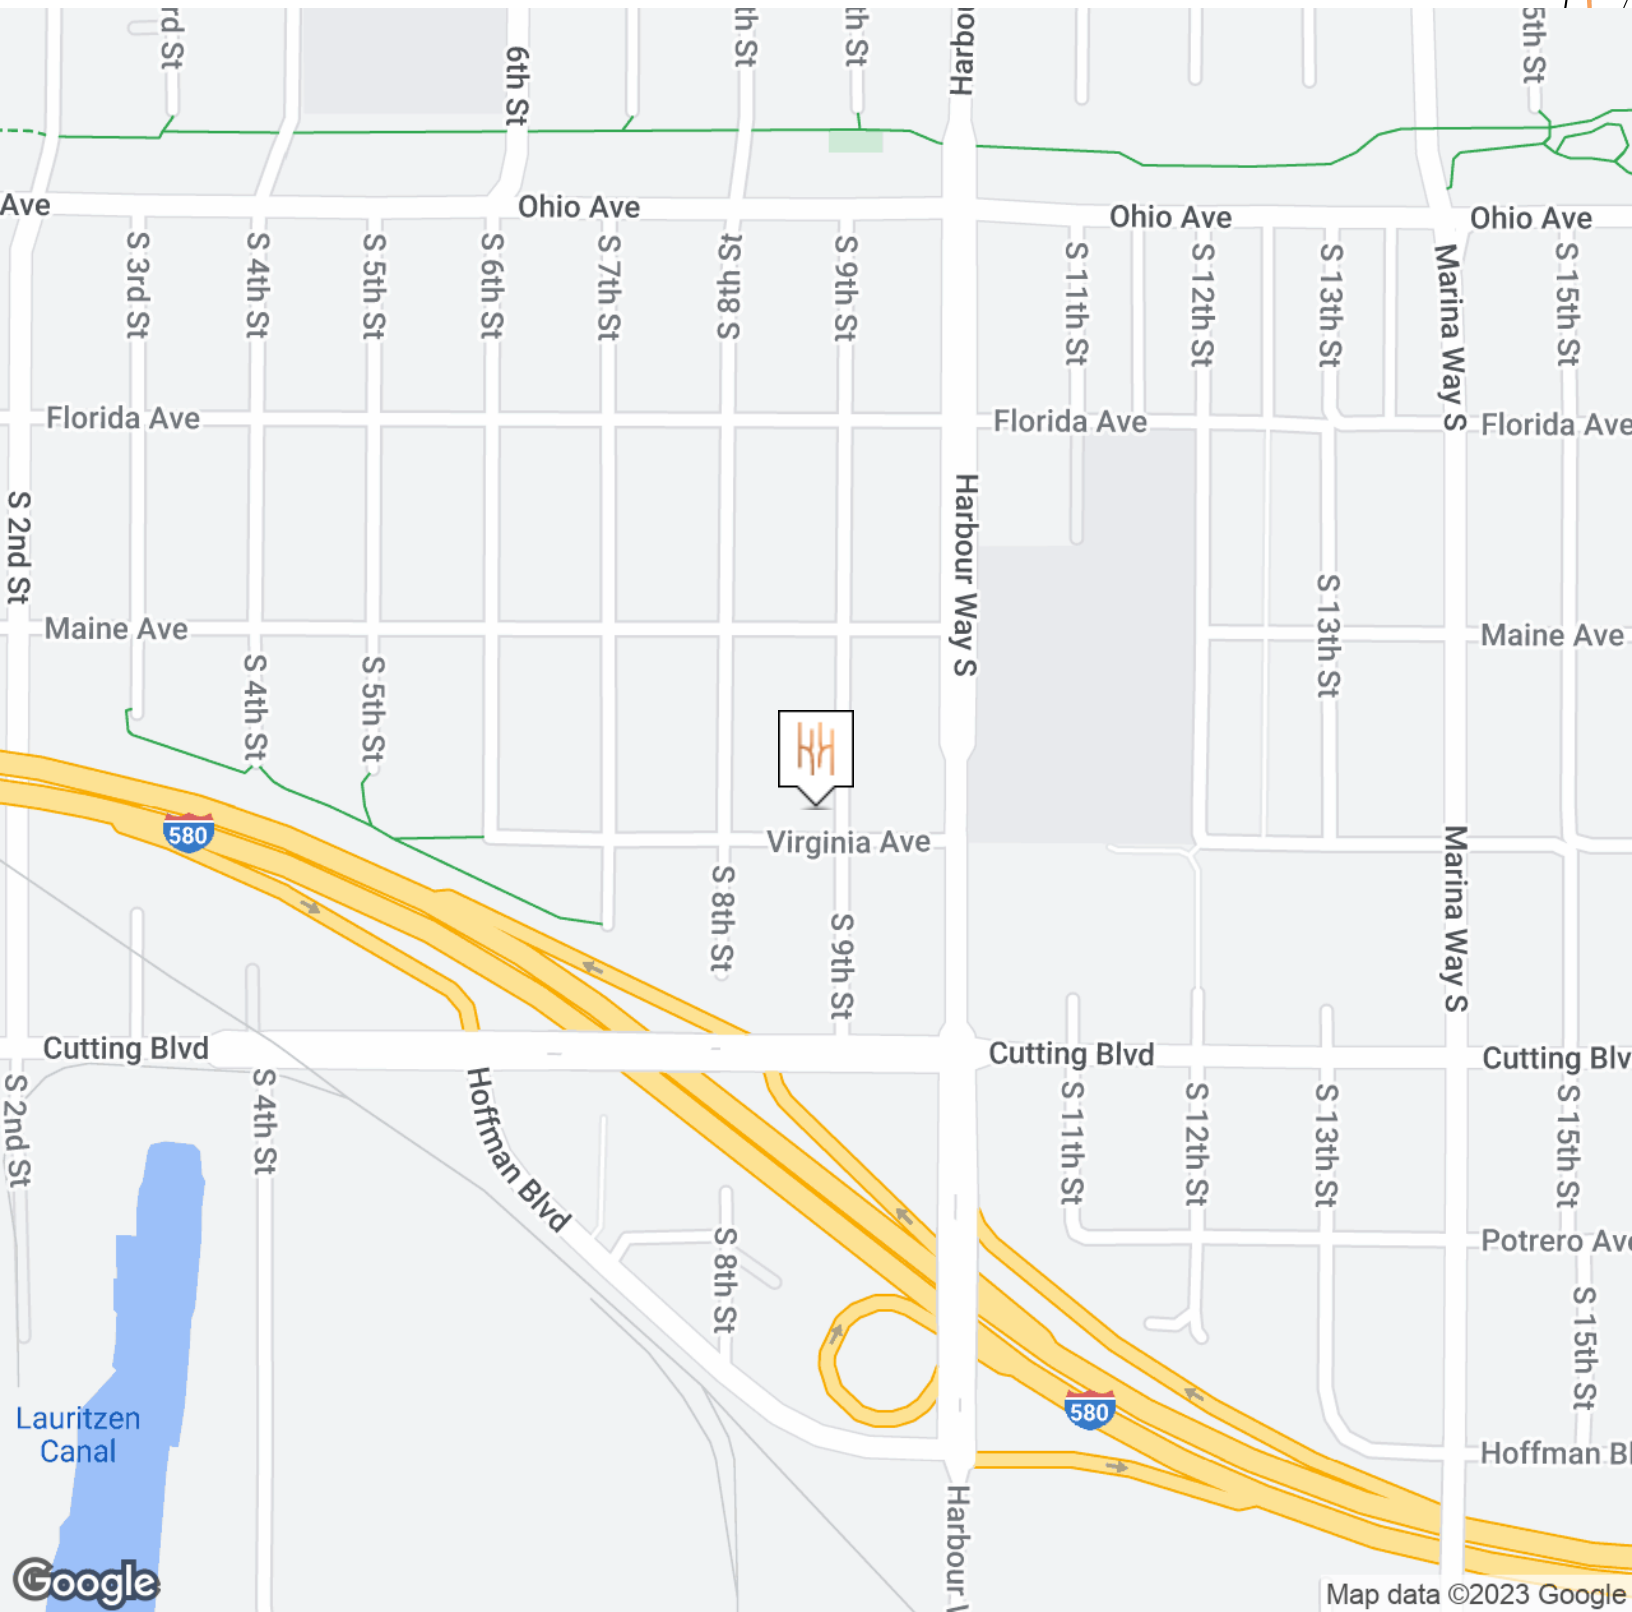 rd St
6th St
th St
th St
Harbou
5th St
Ave
Ohio Ave
Ohio Ave
Ohio Ave
S 3rd St
S 4th St
S 5th St
S 6th St
S 7th St
S 8th St
S 9th St
S 11th St
S 12th St
S 13th St
Marina Way S
S 15th St
Florida Ave
Florida Ave
Florida Ave
S 2nd St
Harbour Way S
S 13th St
Maine Ave
Maine Ave
S 4th St
S 5th St
580
Virginia Ave
S 8th St
S 9th St
Marina Way S
Cutting Blvd
Cutting Blvd
Cutting Blv
S 2nd St
S 4th St
Hoffman Blvd
S 11th St
S 12th St
S 13th St
S 15th St
S 8th St
Potrero Ave
S 15th St
580
Lauritzen
Canal
Hoffman Bl
Harbour
Google
Map data ©2023 Google